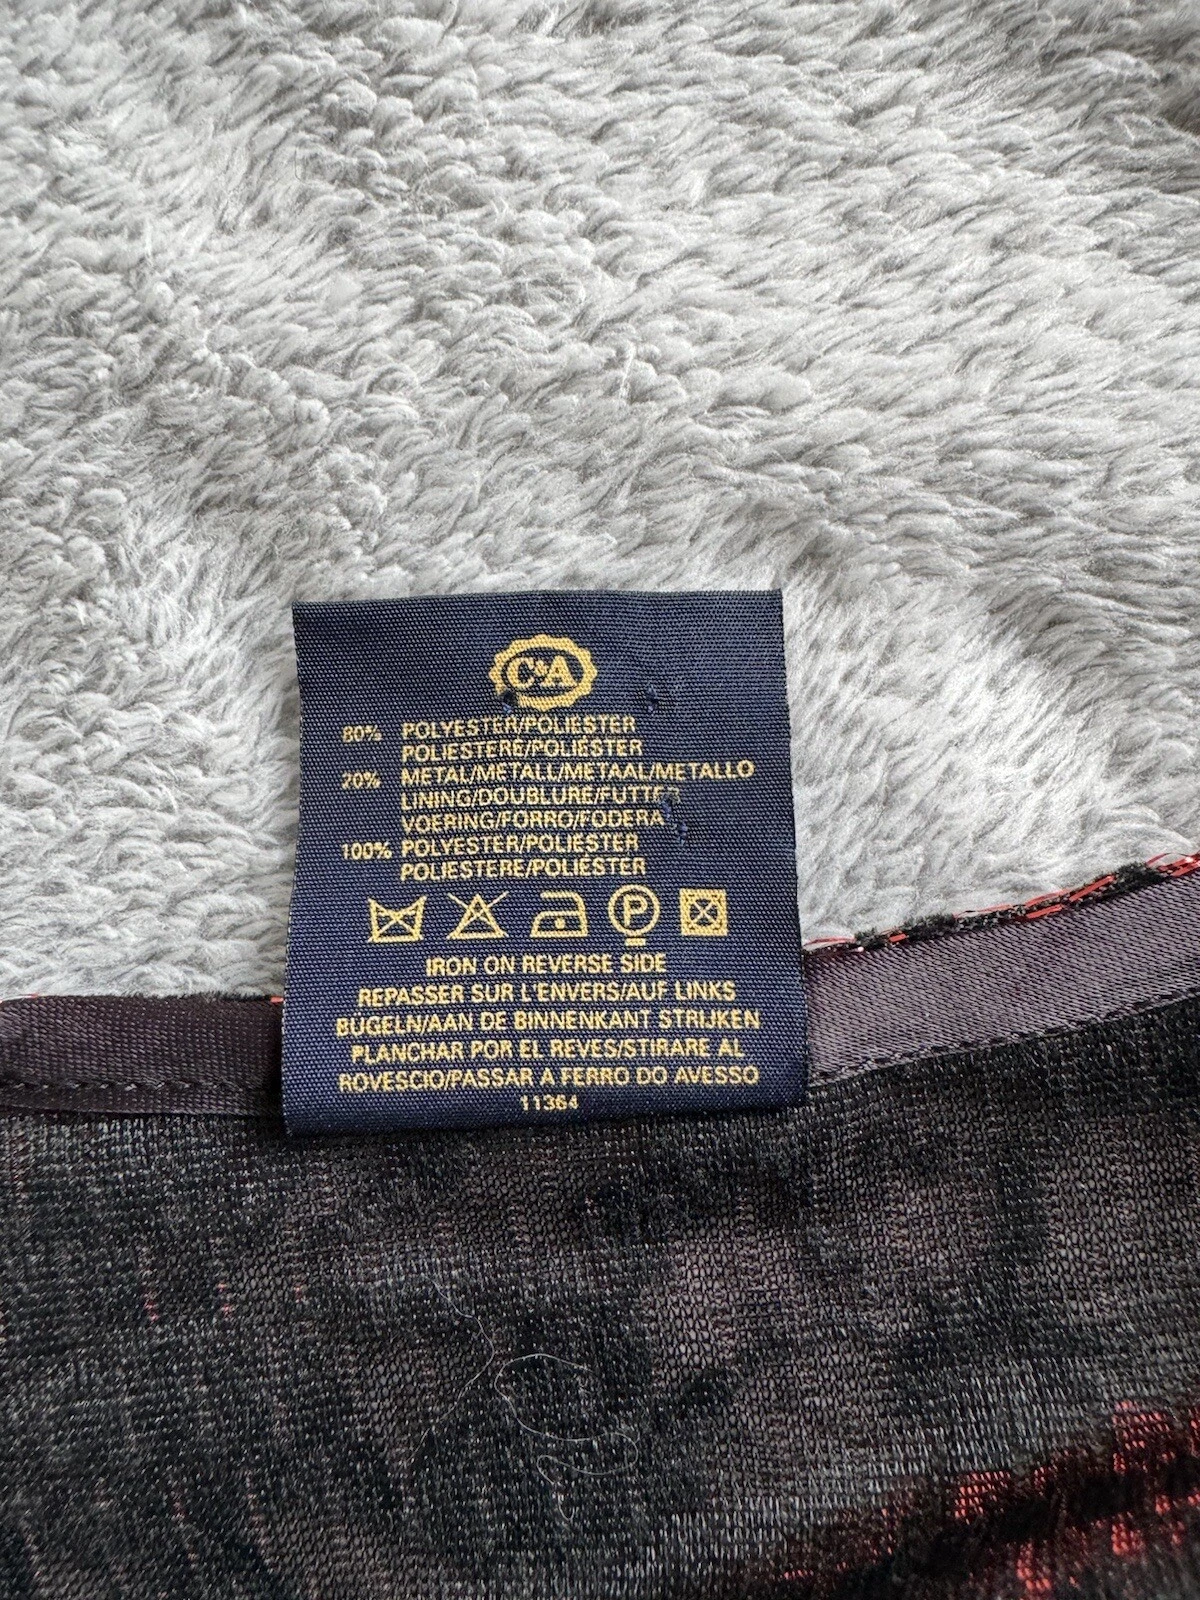 C&A
80% POLYESTER/POLIESTER
POLIESTERE/POLIÉSTER
20% METAL/METALL/METAAL/METALLO
LINING/DOUBLURE/FUTTER
VOERING/FORRO/FODERA
100% POLYESTER/POLIESTER
POLIESTERE/POLIÉSTER
P
IRON ON REVERSE SIDE
REPASSER SUR L'ENVERS/AUF LINKS
BÜGELN/AAN DE BINNENKANT STRIJKEN
PLANCHAR POR EL REVES/STIRARE AL
ROVESCIO/PASSAR A FERRO DO AVESSO
11364